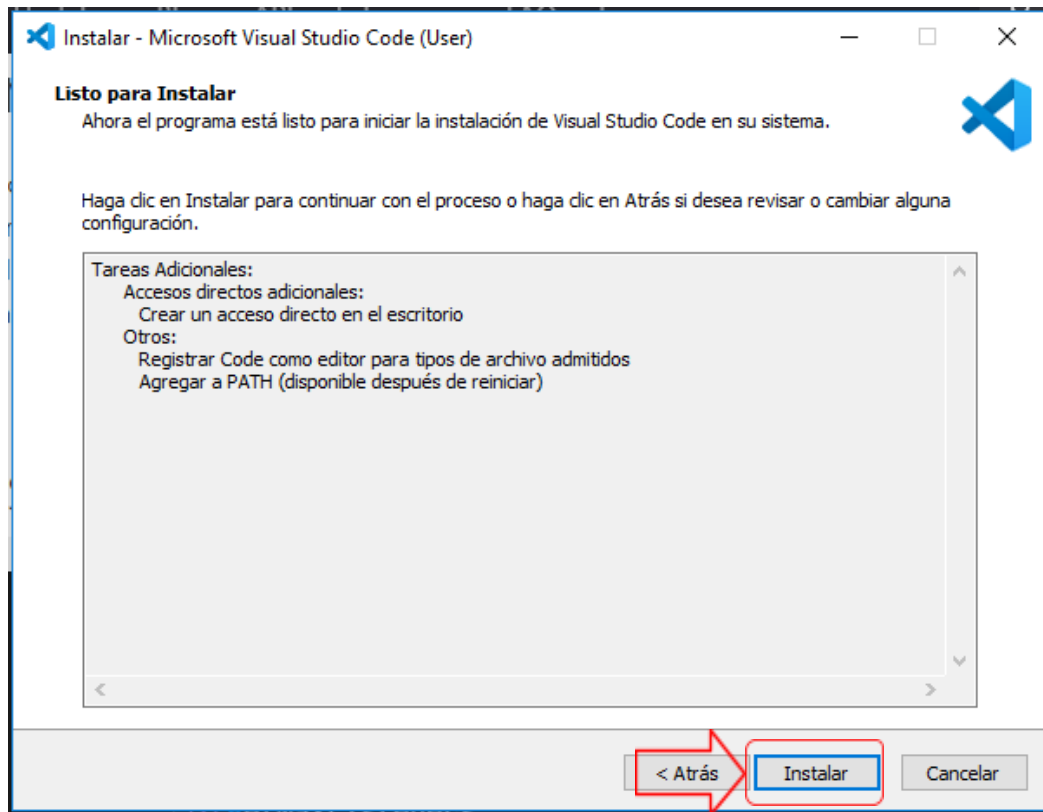 Instalar - Microsoft Visual Studio Code (User)
Listo para Instalar
Ahora el programa está listo para iniciar la instalación de Visual Studio Code en su sistema.
Haga clic en Instalar para continuar con el proceso o haga clic en Atrás si desea revisar o cambiar alguna
configuración.
Tareas Adicionales:
Accesos directos adicionales:
Crear un acceso directo en el escritorio
Otros:
Registrar Code como editor para tipos de archivo admitidos
Agregar a PATH (disponible después de reiniciar)
< Atrás
Instalar
Cancelar